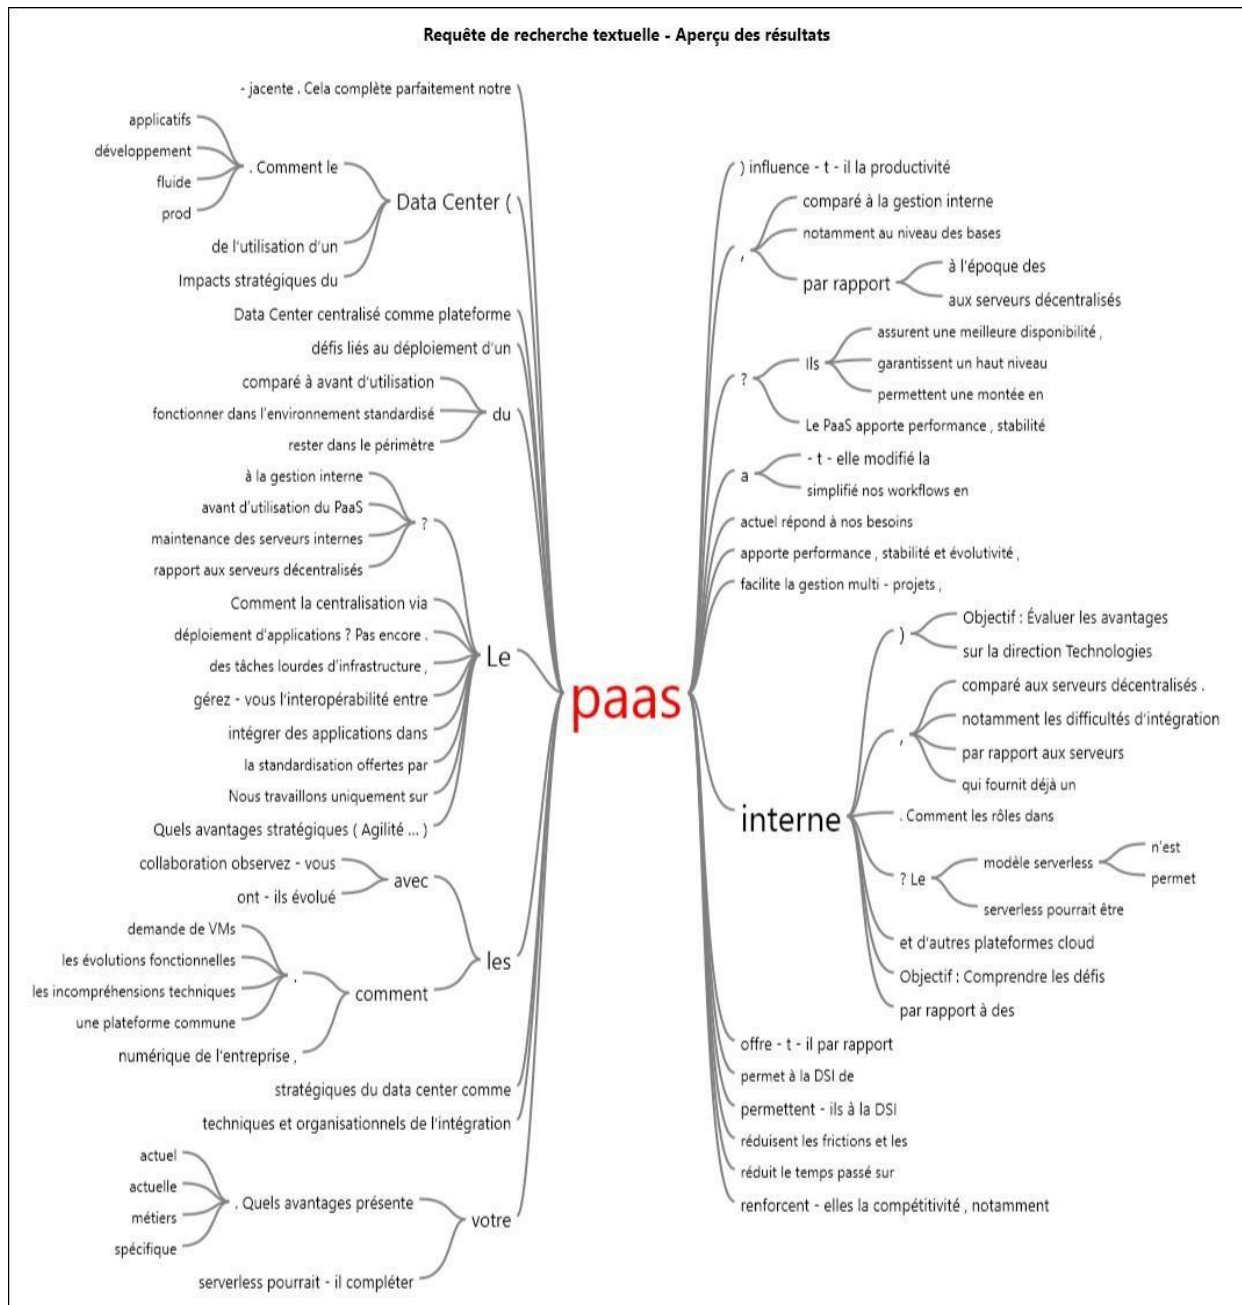 Requête de recherche textuelle - Aperçu des résultats
- jacente . Cela complète parfaitement notre
applicatifs
développement
fluide
prod
. Comment le
de l'utilisation d'un
Impacts stratégiques du
Data Center (
Data Center centralisé comme plateforme
défis liés au déploiement d'un
comparé à avant d'utilisation
fonctionner dans l'environnement standardisé
rester dans le périmètre
du
à la gestion interne
avant d'utilisation du PaaS
maintenance des serveurs internes
rapport aux serveurs décentralisés
?
Comment la centralisation via
déploiement d'applications ? Pas encore .
des tâches lourdes d'infrastructure ,
gérez - vous l'interopérabilité entre
intégrer des applications dans
la standardisation offertes par
Nous travaillons uniquement sur
Quels avantages stratégiques ( Agilité ... )
Le
collaboration observez - vous
ont - ils évolué
avec
demande de VMs
les évolutions fonctionnelles
les incompréhensions techniques
une plateforme commune
.
numérique de l'entreprise ,
comment
les
stratégiques du data center comme
techniques et organisationnels de l'intégration
actuel
actuelle
métiers
spécifique
. Quels avantages présente
serverless pourrait - il compléter
votre
paas
) influence - t - il la productivité
,
comparé à la gestion interne
notamment au niveau des bases
par rapport
à l'époque des
aux serveurs décentralisés
?
Ils
assurent une meilleure disponibilité ,
garantissent un haut niveau
permettent une montée en
Le PaaS apporte performance , stabilité
a
- t - elle modifié la
simplifié nos workflows en
actuel répond à nos besoins
apporte performance , stabilité et évolutivité ,
facilite la gestion multi - projets ,
interne
)
Objectif : Évaluer les avantages
sur la direction Technologies
,
comparé aux serveurs décentralisés .
notamment les difficultés d'intégration
par rapport aux serveurs
qui fournit déjà un
. Comment les rôles dans
? Le
modèle serverless
n'est
permet
serverless pourrait être
et d'autres plateformes cloud
Objectif : Comprendre les défis
par rapport à des
offre - t - il par rapport
permet à la DSI de
permettent - ils à la DSI
réduisent les frictions et les
réduit le temps passé sur
renforcent - elles la compétitivité , notamment